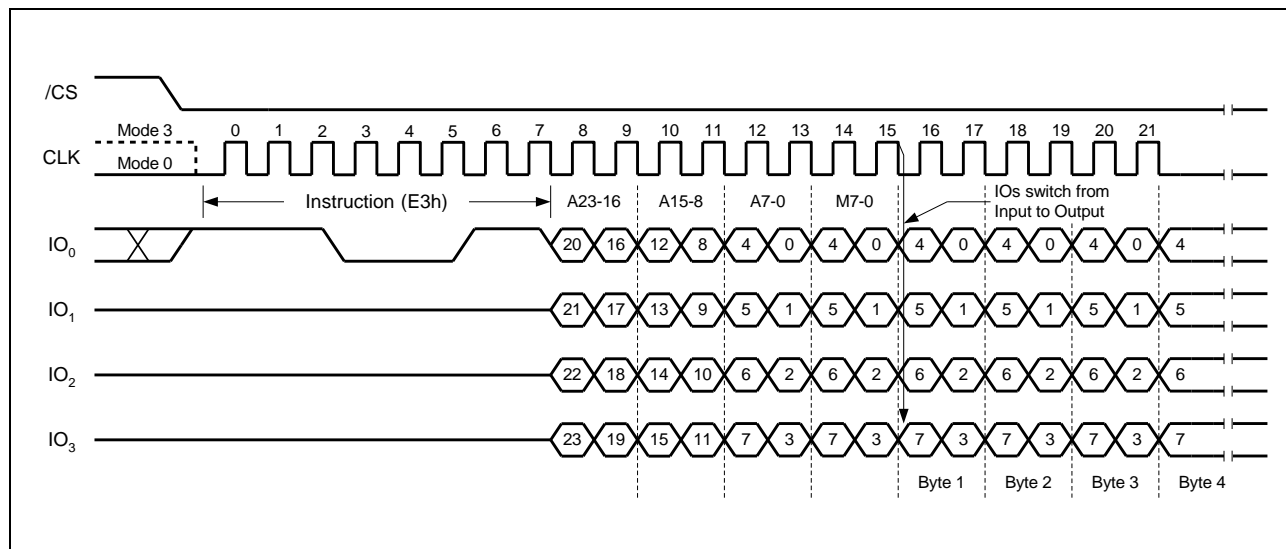 /CS
Mode 3
0 1 2 3 4 5 6 7 8 9 10 11 12 13 14 15 16 17 18 19 20 21
CLK
Mode 0
Instruction (E3h) A23-16 A15-8 A7-0 M7-0
IOs switch from
Input to Output
IO0 20 16 12 8 4 0 4 0 4 0 4 0 4 0 4
IO1 21 17 13 9 5 1 5 1 5 1 5 1 5 1 5
IO2 22 18 14 10 6 2 6 2 6 2 6 2 6 2 6
IO3 23 19 15 11 7 3 7 3 7 3 7 3 7 3 7
Byte 1 Byte 2 Byte 3 Byte 4